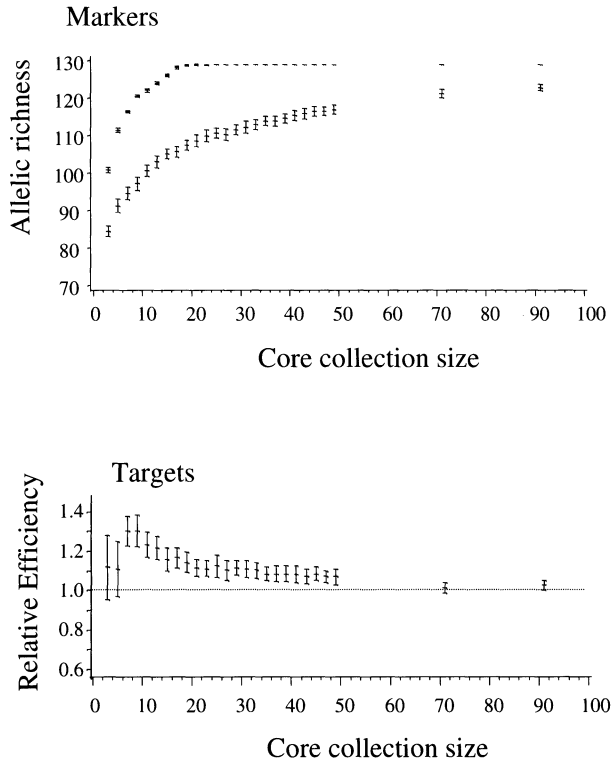 Markers
130
120
110
100
90
80
70
Allelic richness
0 10 20 30 40 50 60 70 80 90 100
Core collection size
Targets
1.4
1.2
1.0
0.8
0.6
Relative Efficiency
0 10 20 30 40 50 60 70 80 90 100
Core collection size